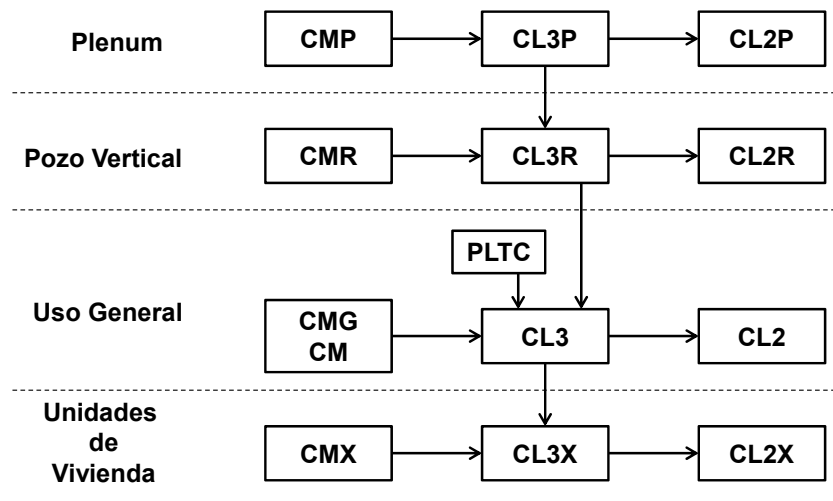 Plenum
CMP
CL3P
CL2P
Pozo Vertical
CMR
CL3R
CL2R
PLTC
Uso General
CMG
CM
CL3
CL2
Unidades
de
Vivienda
CMX
CL3X
CL2X